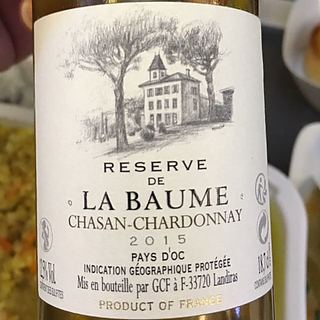 RESERVE
DE
LA BAUME
CHASAN-CHARDONNAY
2015
PAYS D'OC
INDICATION GÉOGRAPHIQUE PROTÉGÉE
Mis en bouteille par GCF à F-33720 Landiras
PRODUCT OF FRANCE